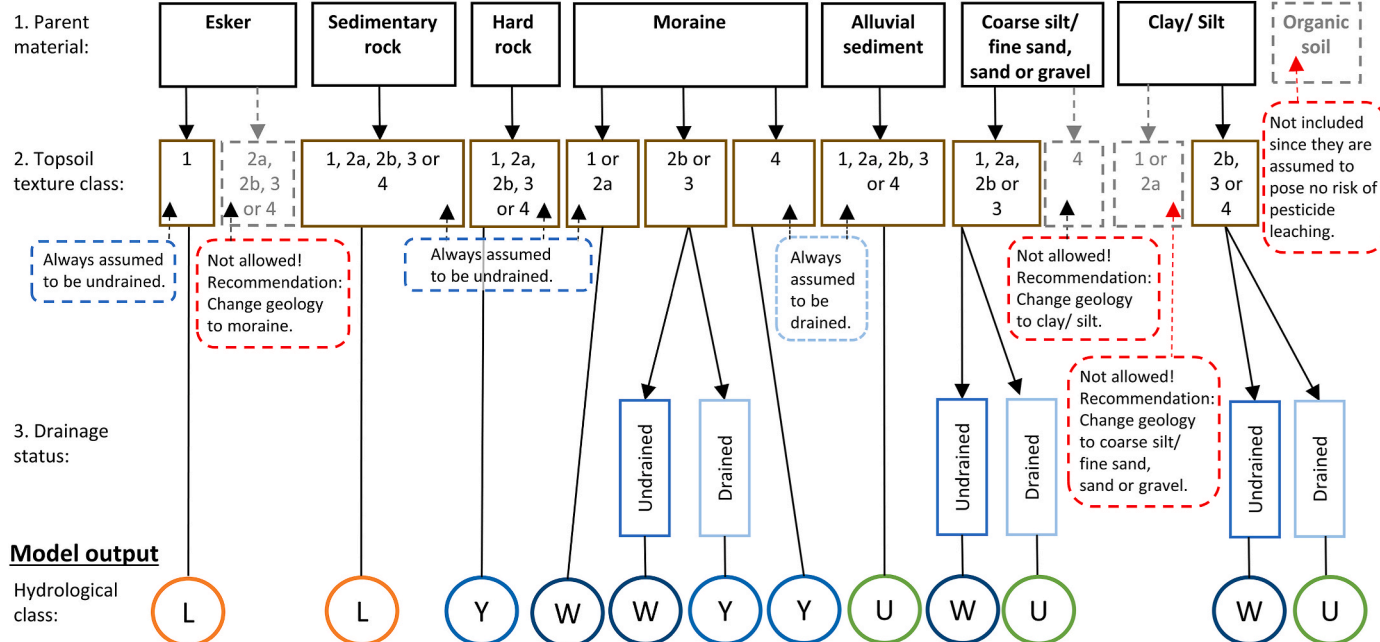 1. Parent
material:
Esker
Sedimentary
rock
Hard
rock
Moraine
Alluvial
sediment
Coarse silt/
fine sand,
sand or gravel
Clay/ Silt
Organic
soil
2. Topsoil
texture class:
1
2a,
2b, 3
or 4
1, 2a, 2b, 3 or
4
1, 2a,
2b, 3
or 4
1 or
2a
2b or
3
4
1, 2a, 2b, 3
or 4
1, 2a,
2b or
3
4
1 or
2a
2b,
3 or
4
Not included
since they are
assumed to
pose no risk of
pesticide
leaching.
Always assumed
to be undrained.
Not allowed!
Recommendation:
Change geology
to moraine.
Always assumed
to be undrained.
Always
assumed
to be
drained.
Not allowed!
Recommendation:
Change geology
to clay/ silt.
Not allowed!
Recommendation:
Change geology
to coarse silt/
fine sand,
sand or gravel.
3. Drainage
status:
Undrained
Drained
Undrained
Drained
Undrained
Drained
Model output
Hydrological
class:
L
L
Y
W
W
Y
Y
U
W
U
W
U